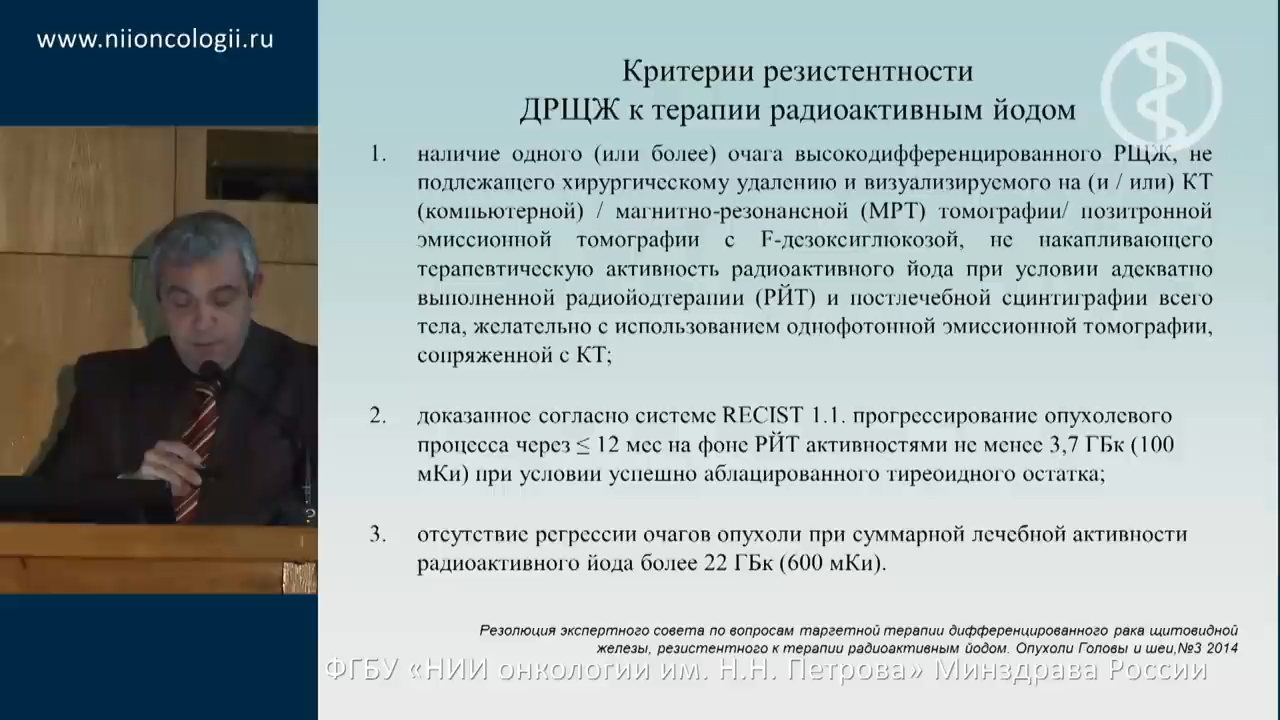 www.niioncologii.ru
Критерии резистентности
ДРЩЖ к терапии радиоактивным йодом
1. наличие одного (или более) очага высокодифференцированного РЩЖ, не
подлежащего хирургическому удалению и визуализируемого на (и / или) КТ
(компьютерной) / магнитно-резонансной (МРТ) томографии/ позитронной
эмиссионной томографии с F-дезоксиглюкозой, не накапливающего
терапевтическую активность радиоактивного йода при условии адекватно
выполненной радиойодтерапии (РЙТ) и постлечебной сцинтиграфии всего
тела, желательно с использованием однофотонной эмиссионной томографии,
сопряженной с КТ;
2. доказанное согласно системе RECIST 1.1. прогрессирование опухолевого
процесса через ≤ 12 мес на фоне РЙТ активностями не менее 3,7 ГБк (100
мКи) при условии успешно аблацированного тиреоидного остатка;
3. отсутствие регрессии очагов опухоли при суммарной лечебной активности
радиоактивного йода более 22 ГБк (600 мКи).
Резолюция экспертного совета по вопросам таргетной терапии дифференцированного рака щитовидной
железы, резистентного к терапии радиоактивным йодом. Опухоли Головы и шеи,№3 2014
ФГБУ «НИИ онкологии им. Н.Н. Петрова» Минздрава России